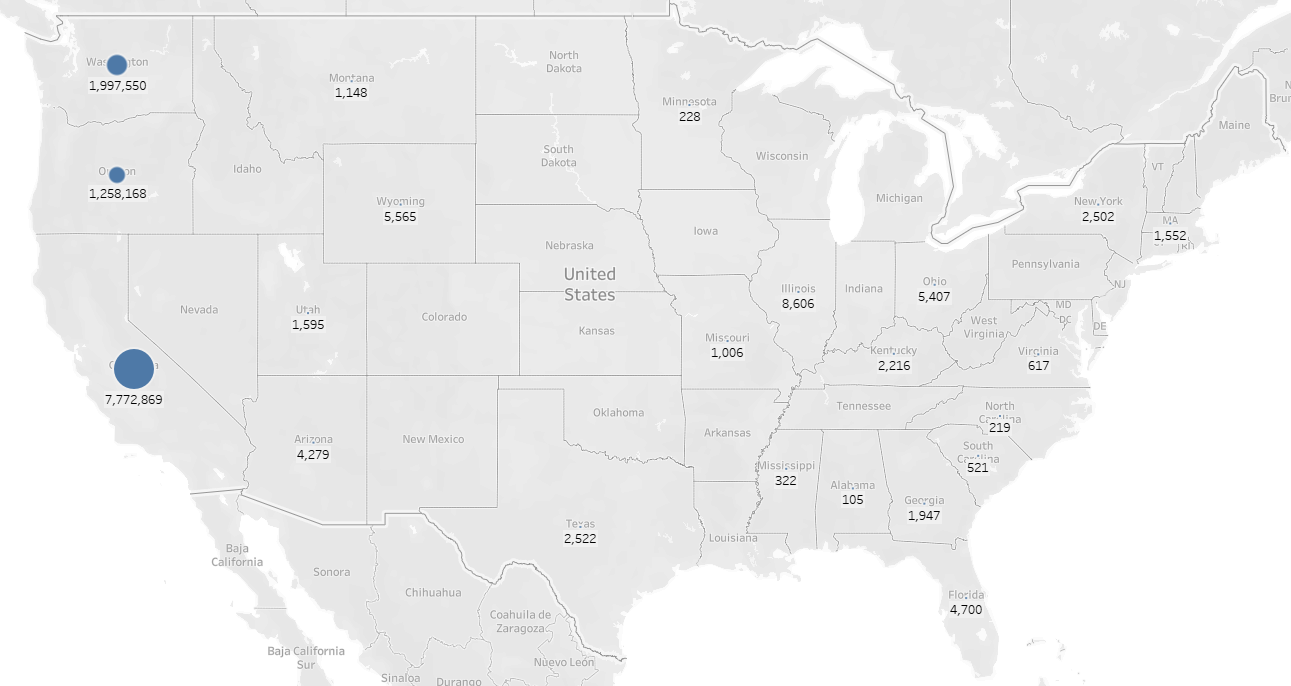 Washington
1,997,550
Montana
1,148
North
Dakota
Minnesota
228
Wisconsin
Michigan
Maine
N
Brun
VT
Oregon
1,258,168
Idaho
Wyoming
5,565
South
Dakota
Iowa
Nebraska
New York
2,502
MA
1,552
RI
Pennsylvania
NJ
MD
DC
DE
United
States
Nevada
Utah
1,595
Colorado
Kansas
Missouri
1,006
Illinois
8,606
Indiana
Ohio
5,407
West
Virginia
Kentucky
2,216
Virginia
617
7,772,869
Arizona
4,279
New Mexico
Oklahoma
Arkansas
Tennessee
North
Carolina
219
South
Carolina
521
Mississippi
322
Alabama
105
Georgia
1,947
Texas
2,522
Louisiana
Florida
4,700
Baja
California
Sonora
Chihuahua
Coahuila de
Zaragoza
Baja California
Sur
Nuevo León
Sinaloa
Durango